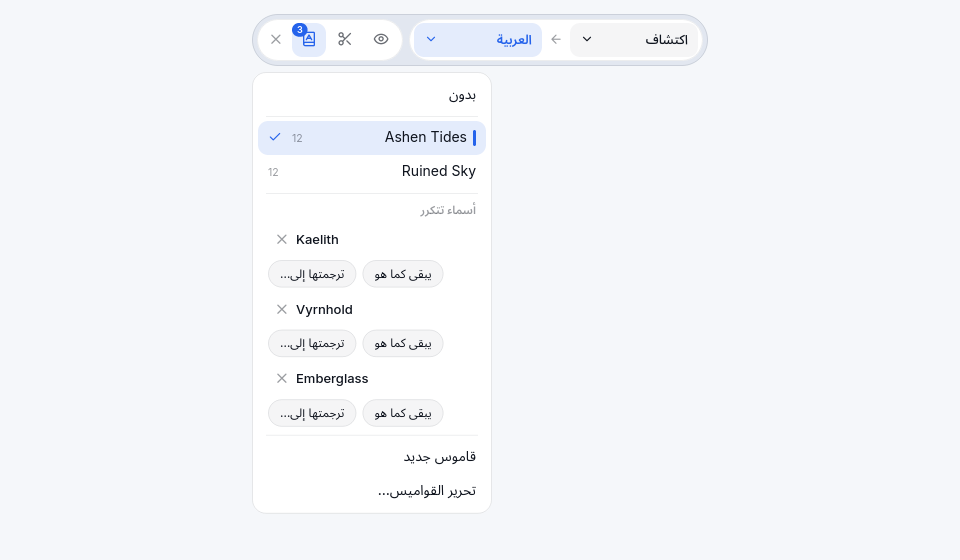 اكتشاف
العربية
3
بدون
Ashen Tides 12
Ruined Sky 12
أسماء تتكرر
Kaelith
يبقى كما هو
ترجمتها إلى...
Vyrnhold
يبقى كما هو
ترجمتها إلى...
Emberglass
يبقى كما هو
ترجمتها إلى...
قاموس جديد
تحرير القواميس...